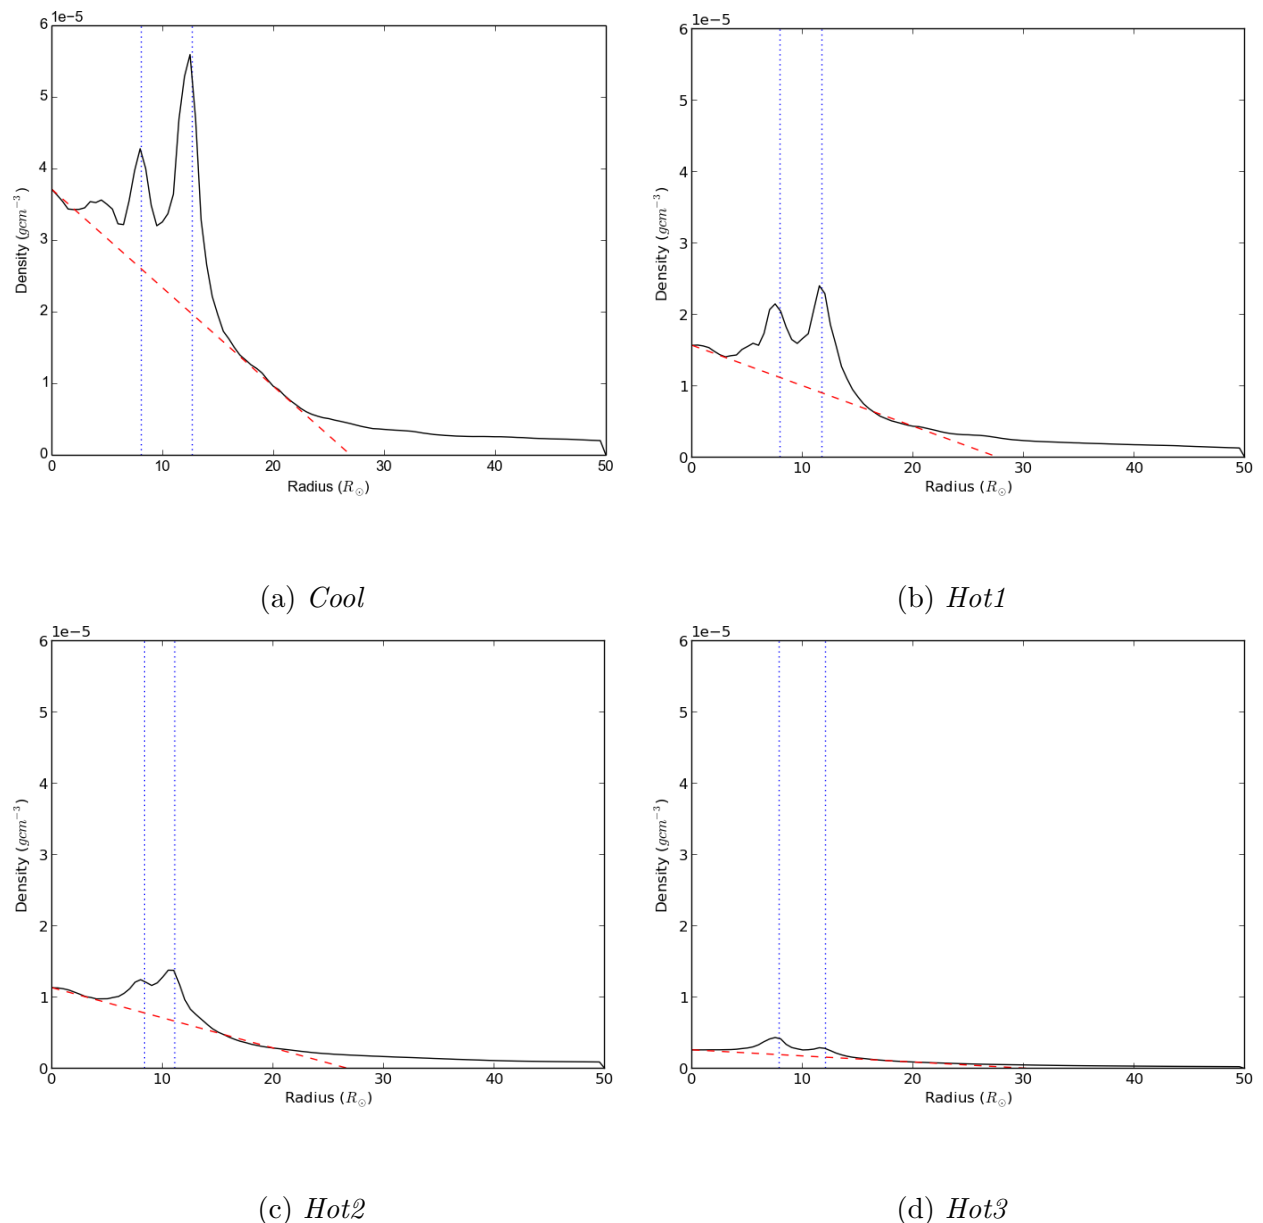 1e−5
6
5
4
3
2
1
0
Density (gcm⁻³)
0 10 20 30 40 50
Radius (R☉)
(a) Cool
1e−5
6
5
4
3
2
1
0
Density (gcm⁻³)
0 10 20 30 40 50
Radius (R☉)
(b) Hot1
1e−5
6
5
4
3
2
1
0
Density (gcm⁻³)
0 10 20 30 40 50
Radius (R☉)
(c) Hot2
1e−5
6
5
4
3
2
1
0
Density (gcm⁻³)
0 10 20 30 40 50
Radius (R☉)
(d) Hot3